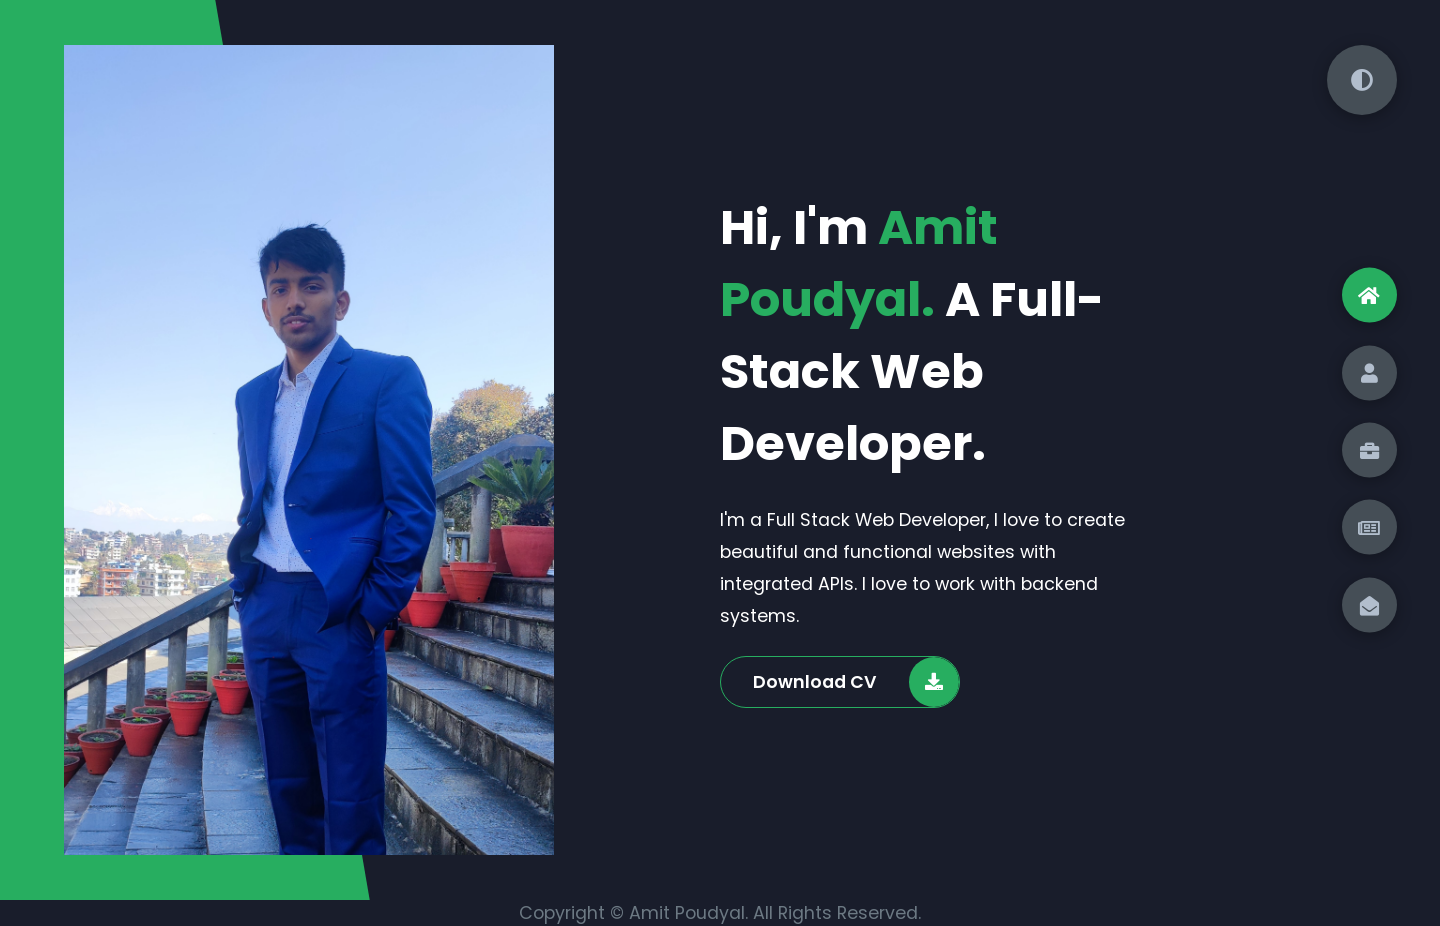 Hi, I'm Amit
Poudyal. A Full-
Stack Web
Developer.
I'm a Full Stack Web Developer, I love to create
beautiful and functional websites with
integrated APIs. I love to work with backend
systems.
Download CV
Copyright © Amit Poudyal. All Rights Reserved.